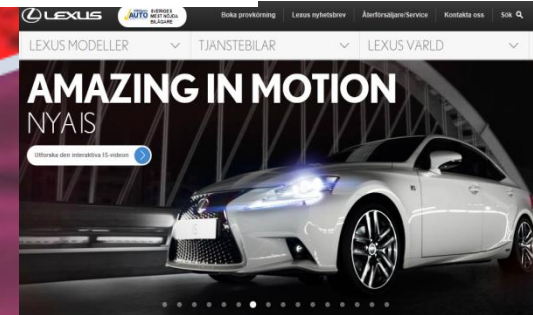 LEXUS
AUTO SVERIGES MEST NÖJDA BILÄGARE
Boka provkörning
Lexus nyhetsbrev
Återförsäljare/Service
Kontakta oss
Sök
LEXUS MODELLER
TJÄNSTEBILAR
LEXUS VÄRLD
AMAZING IN MOTION
NYA IS
Utforska den interaktiva IS-videon